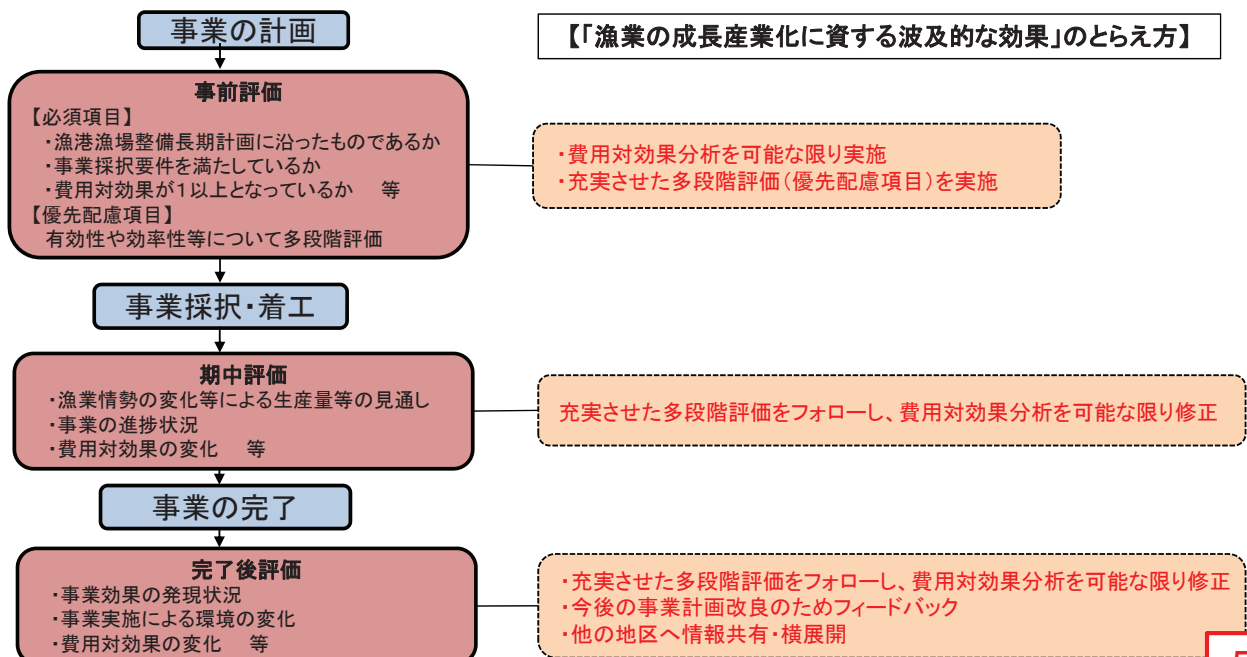 事業の計画
【「漁業の成長産業化に資する波及的な効果」のとらえ方】
事前評価
【必須項目】
・漁港漁場整備長期計画に沿ったものであるか
・事業採択要件を満たしているか
・費用対効果が1以上となっているか　等
【優先配慮項目】
有効性や効率性等について多段階評価
・費用対効果分析を可能な限り実施
・充実させた多段階評価(優先配慮項目)を実施
事業採択・着工
期中評価
・漁業情勢の変化等による生産量等の見通し
・事業の進捗状況
・費用対効果の変化　等
充実させた多段階評価をフォローし、費用対効果分析を可能な限り修正
事業の完了
完了後評価
・事業効果の発現状況
・事業実施による環境の変化
・費用対効果の変化　等
・充実させた多段階評価をフォローし、費用対効果分析を可能な限り修正
・今後の事業計画改良のためフィードバック
・他の地区へ情報共有・横展開